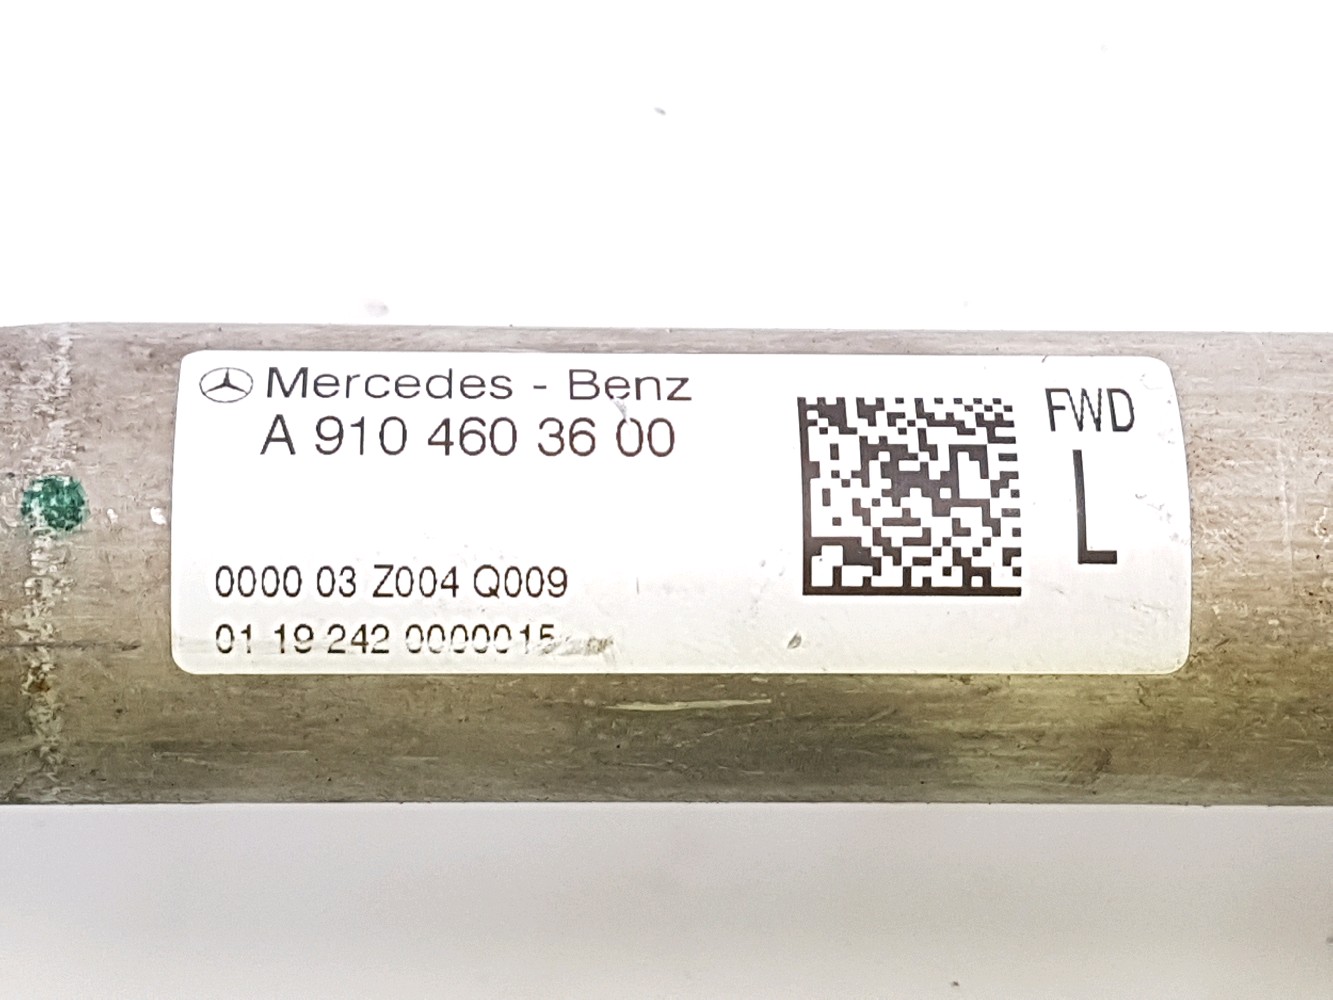 Mercedes - Benz
A 910 460 36 00
FWD
L
0000 03 Z004 Q009
01 19 242 0000015